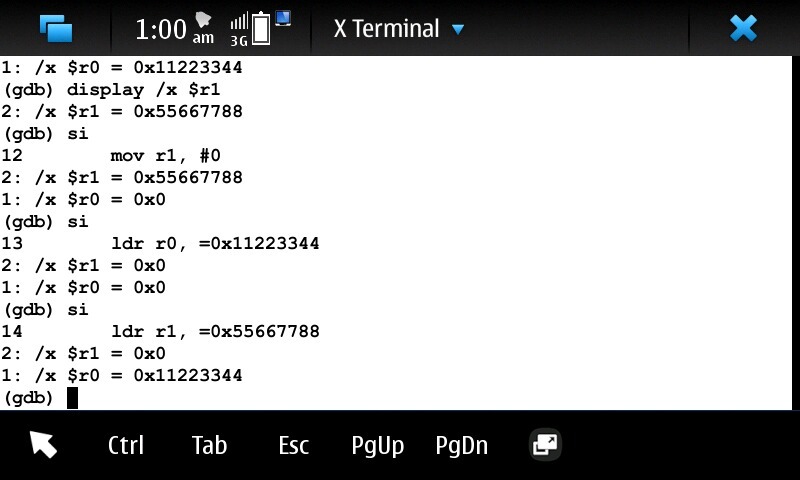 1:00 am 3G X Terminal
1: /x $r0 = 0x11223344
(gdb) display /x $r1
2: /x $r1 = 0x55667788
(gdb) si
12        mov r1, #0
2: /x $r1 = 0x55667788
1: /x $r0 = 0x0
(gdb) si
13        ldr r0, =0x11223344
2: /x $r1 = 0x0
1: /x $r0 = 0x0
(gdb) si
14        ldr r1, =0x55667788
2: /x $r1 = 0x0
1: /x $r0 = 0x11223344
(gdb)
Ctrl Tab Esc PgUp PgDn